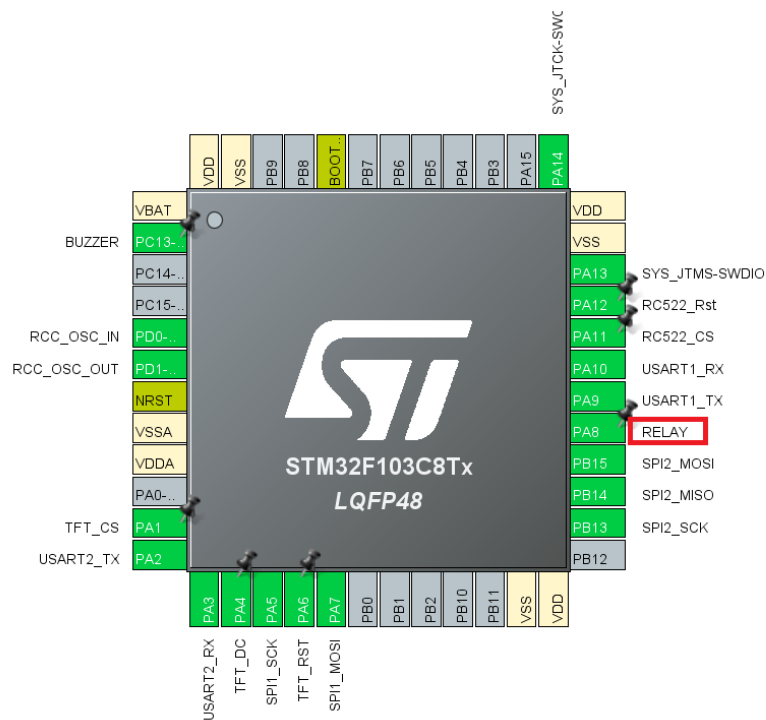 SYS_JTCK-SWC
VDD
VSS
PB9
PB8
BOOT..
PB7
PB6
PB5
PB4
PB3
PA15
PA14
VBAT
BUZZER PC13-..
PC14-..
PC15-..
RCC_OSC_IN PD0-..
RCC_OSC_OUT PD1-..
NRST
VSSA
VDDA
PA0-..
TFT_CS PA1
USART2_TX PA2
STM32F103C8Tx
LQFP48
VDD
VSS
PA13 SYS_JTMS-SWDIO
PA12 RC522_Rst
PA11 RC522_CS
PA10 USART1_RX
PA9 USART1_TX
PA8 RELAY
PB15 SPI2_MOSI
PB14 SPI2_MISO
PB13 SPI2_SCK
PB12
PA3
PA4
PA5
PA6
PA7
PB0
PB1
PB2
PB10
PB11
VSS
VDD
USART2_RX
TFT_DC
SPI1_SCK
TFT_RST
SPI1_MOSI